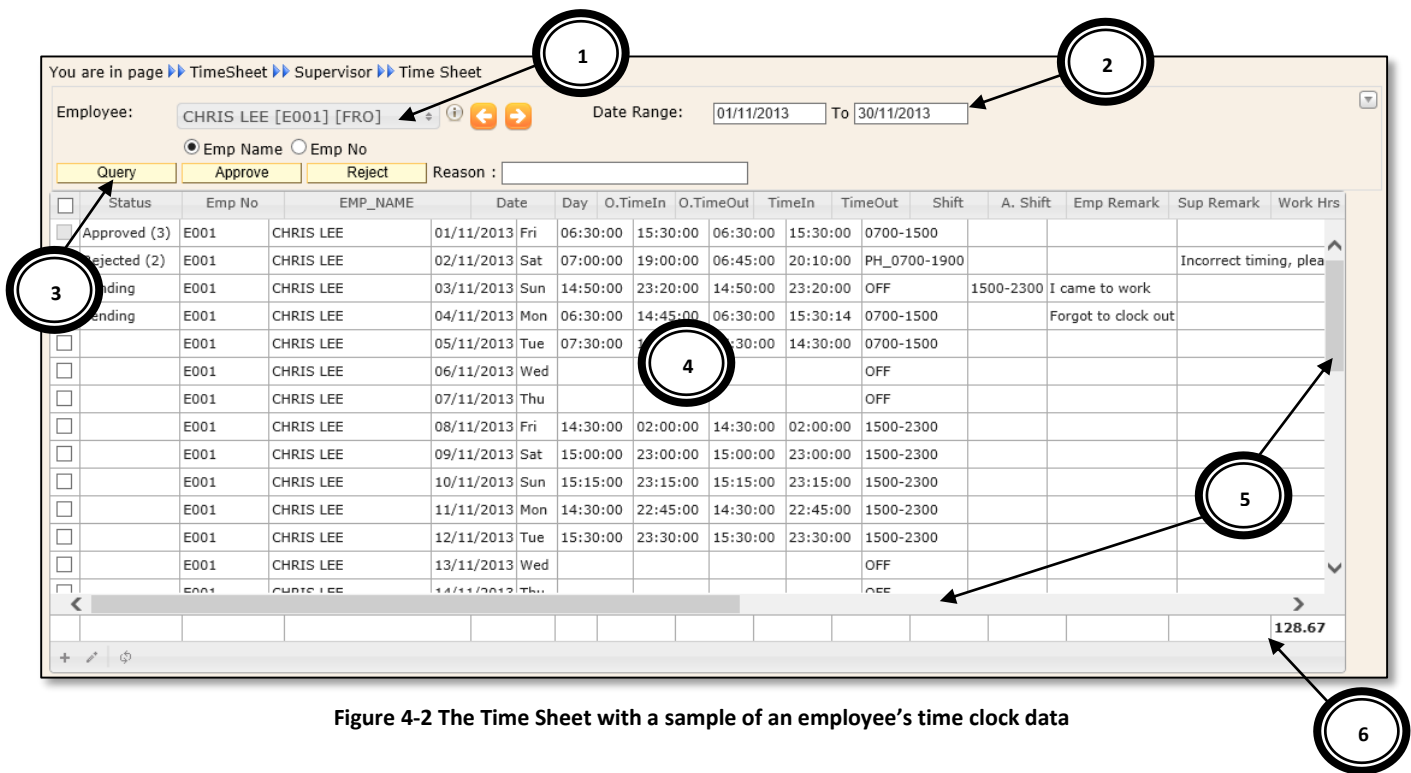 1
2
You are in page TimeSheet Supervisor Time Sheet
Employee: CHRIS LEE [E001] [FRO] Date Range: 01/11/2013 To 30/11/2013
Emp Name Emp No
Query Approve Reject Reason :
Status Emp No EMP_NAME Date Day O.TimeIn O.TimeOut TimeIn TimeOut Shift A. Shift Emp Remark Sup Remark Work Hrs
Approved (3) E001 CHRIS LEE 01/11/2013 Fri 06:30:00 15:30:00 06:30:00 15:30:00 0700-1500
ejected (2) E001 CHRIS LEE 02/11/2013 Sat 07:00:00 19:00:00 06:45:00 20:10:00 PH_0700-1900 Incorrect timing, plea
3
nding E001 CHRIS LEE 03/11/2013 Sun 14:50:00 23:20:00 14:50:00 23:20:00 OFF 1500-2300 I came to work
ending E001 CHRIS LEE 04/11/2013 Mon 06:30:00 14:45:00 06:30:00 15:30:14 0700-1500 Forgot to clock out
E001 CHRIS LEE 05/11/2013 Tue 07:30:00 :30:00 14:30:00 0700-1500
4
E001 CHRIS LEE 06/11/2013 Wed OFF
E001 CHRIS LEE 07/11/2013 Thu OFF
E001 CHRIS LEE 08/11/2013 Fri 14:30:00 02:00:00 14:30:00 02:00:00 1500-2300
E001 CHRIS LEE 09/11/2013 Sat 15:00:00 23:00:00 15:00:00 23:00:00 1500-2300
E001 CHRIS LEE 10/11/2013 Sun 15:15:00 23:15:00 15:15:00 23:15:00 1500-2300
5
E001 CHRIS LEE 11/11/2013 Mon 14:30:00 22:45:00 14:30:00 22:45:00 1500-2300
E001 CHRIS LEE 12/11/2013 Tue 15:30:00 23:30:00 15:30:00 23:30:00 1500-2300
E001 CHRIS LEE 13/11/2013 Wed OFF
E001 CHRIS LEE 14/11/2013 Thu OFF
128.67
Figure 4-2 The Time Sheet with a sample of an employee's time clock data
6